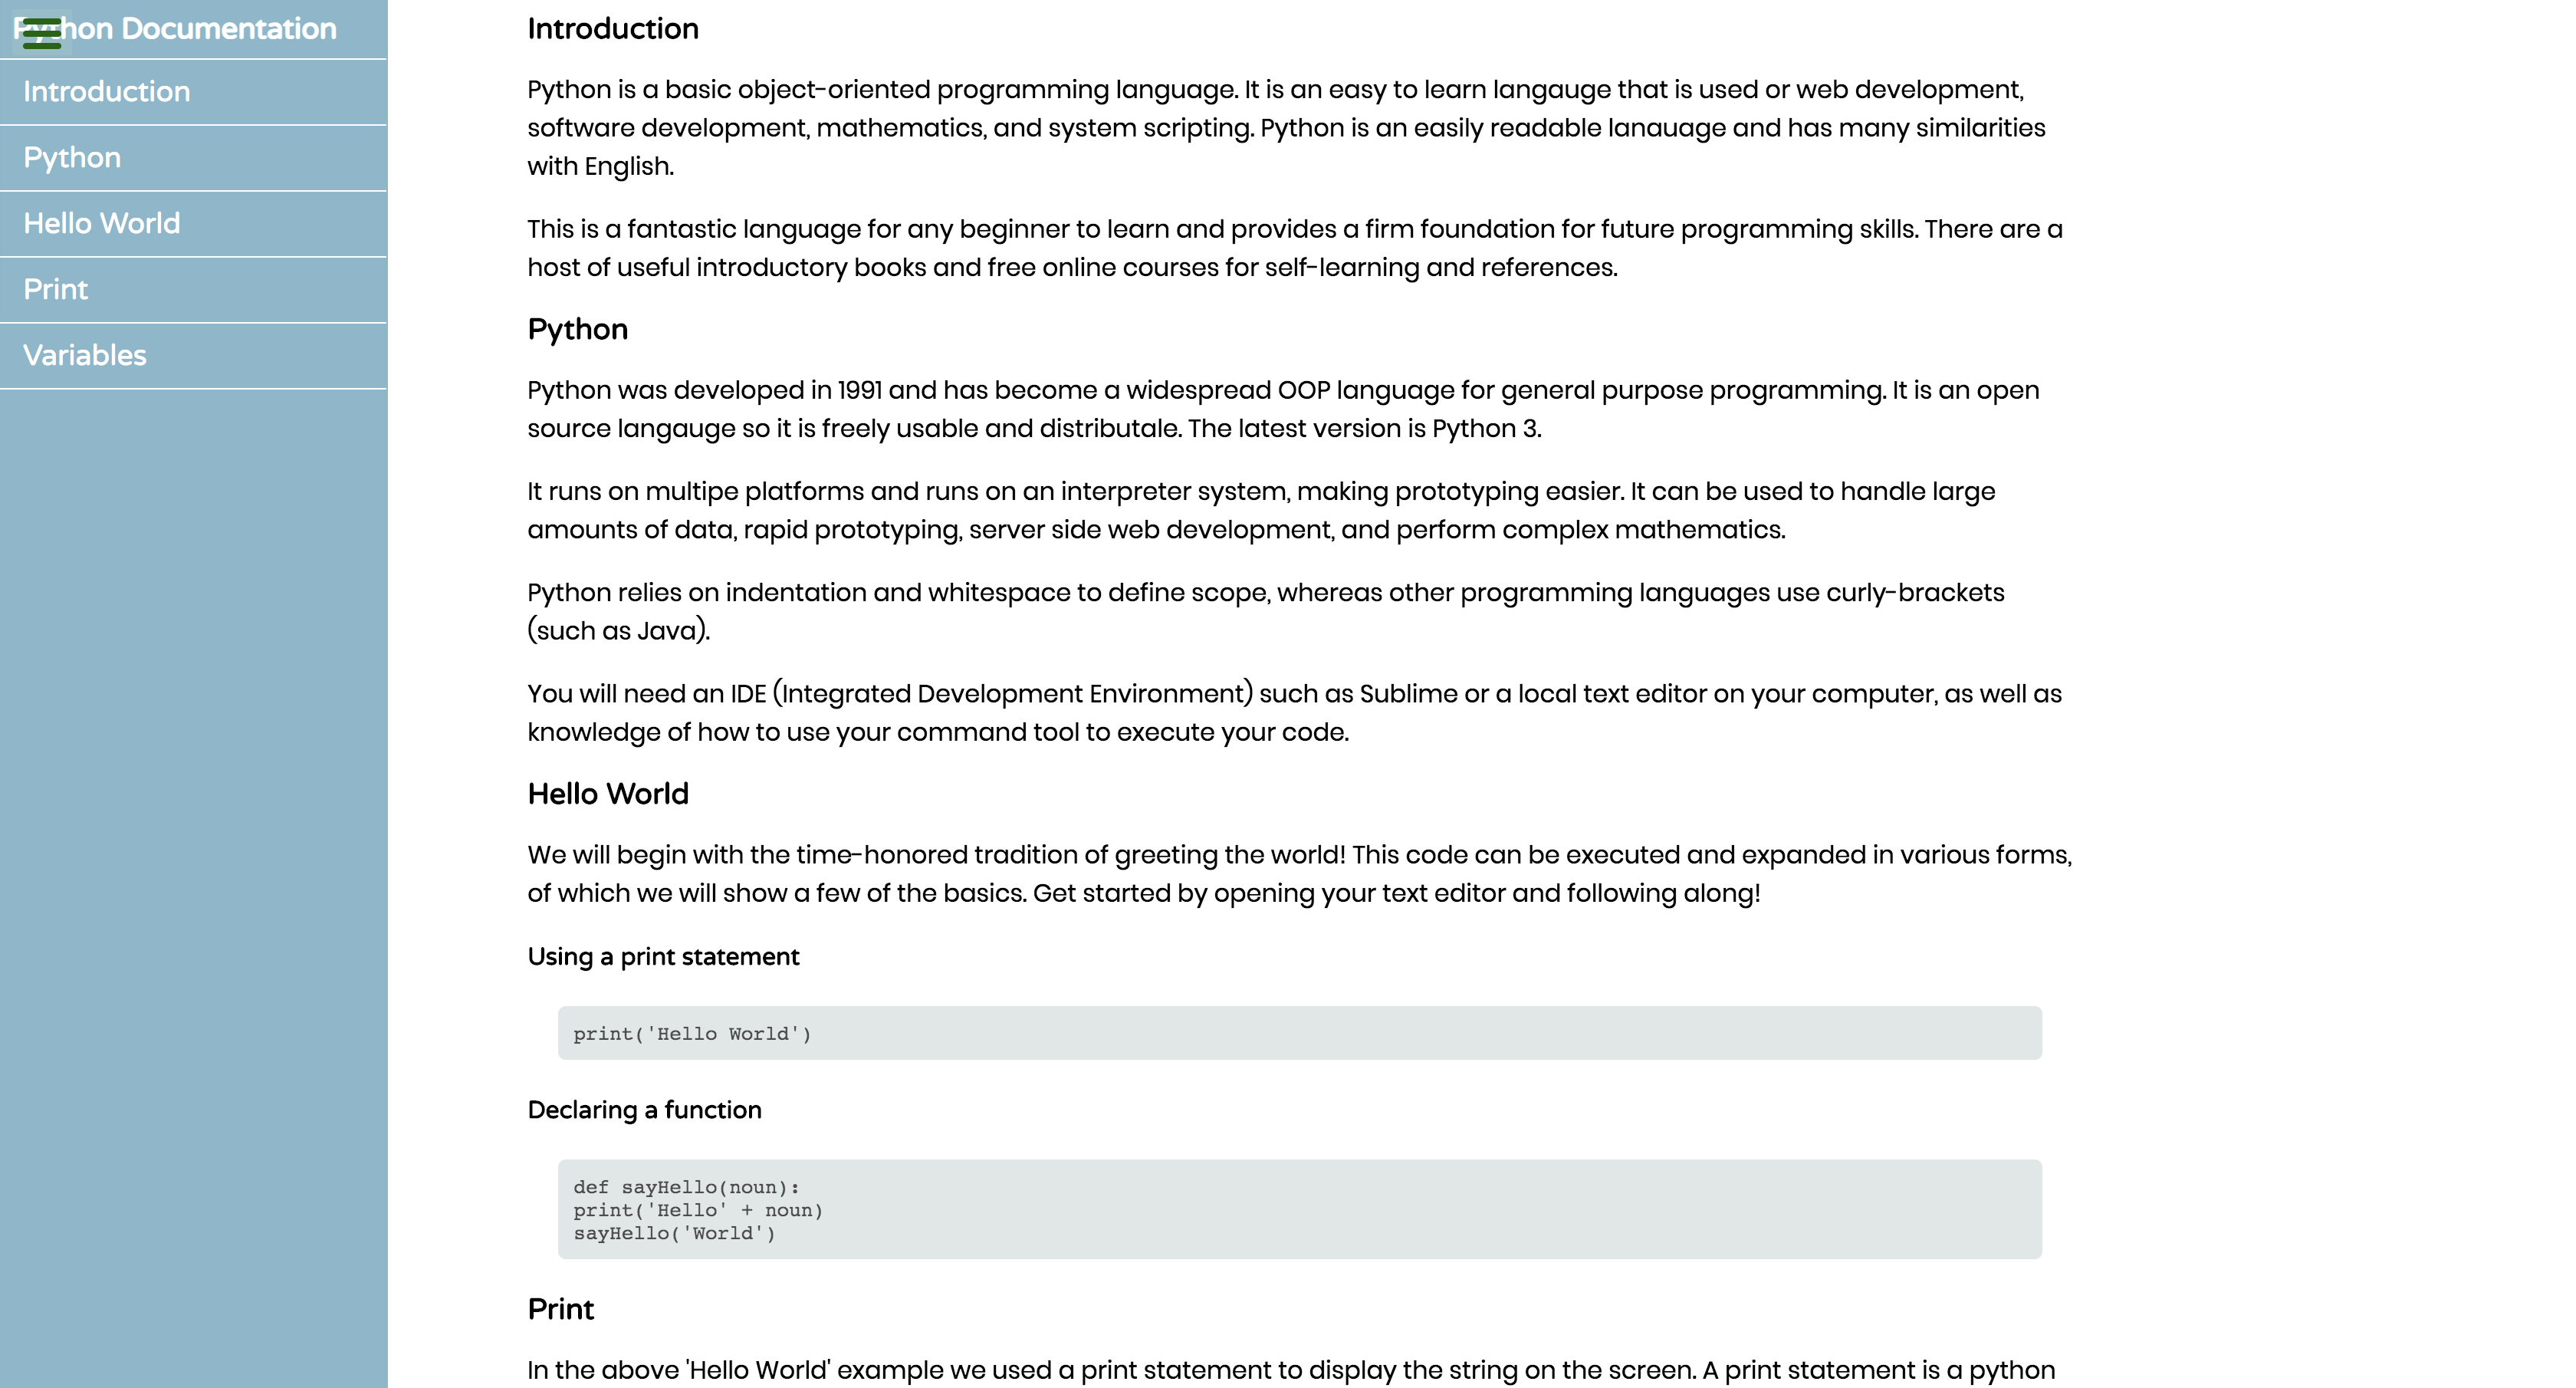 Python Documentation
Introduction
Python
Hello World
Print
Variables
Introduction
Python is a basic object-oriented programming language. It is an easy to learn langauge that is used or web development,
software development, mathematics, and system scripting. Python is an easily readable lanauage and has many similarities
with English.
This is a fantastic language for any beginner to learn and provides a firm foundation for future programming skills. There are a
host of useful introductory books and free online courses for self-learning and references.
Python
Python was developed in 1991 and has become a widespread OOP language for general purpose programming. It is an open
source langauge so it is freely usable and distributale. The latest version is Python 3.
It runs on multipe platforms and runs on an interpreter system, making prototyping easier. It can be used to handle large
amounts of data, rapid prototyping, server side web development, and perform complex mathematics.
Python relies on indentation and whitespace to define scope, whereas other programming languages use curly-brackets
(such as Java).
You will need an IDE (Integrated Development Environment) such as Sublime or a local text editor on your computer, as well as
knowledge of how to use your command tool to execute your code.
Hello World
We will begin with the time-honored tradition of greeting the world! This code can be executed and expanded in various forms,
of which we will show a few of the basics. Get started by opening your text editor and following along!
Using a print statement
print('Hello World')
Declaring a function
def sayHello(noun):
print('Hello' + noun)
sayHello('World')
Print
In the above 'Hello World' example we used a print statement to display the string on the screen. A print statement is a python